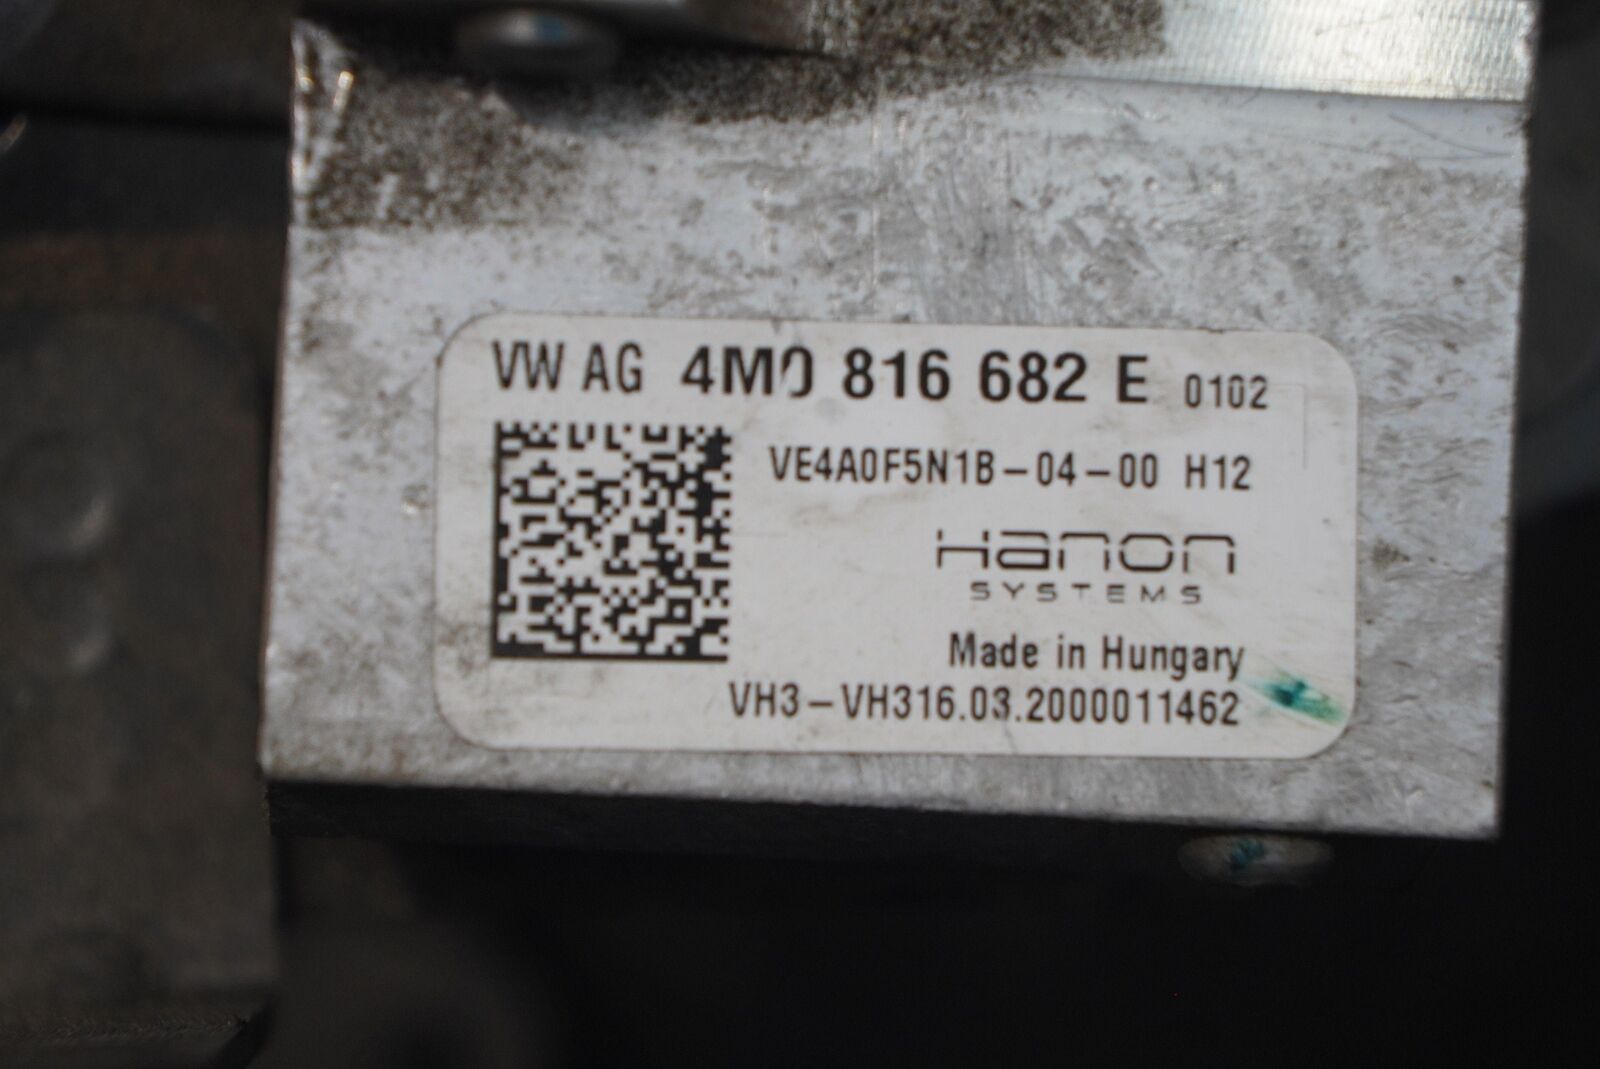 VW AG 4M0 816 682 E 0102
VE4A0F5N1B-04-00 H12
Hanon
SYSTEMS
Made in Hungary
VH3-VH316.03.2000011462